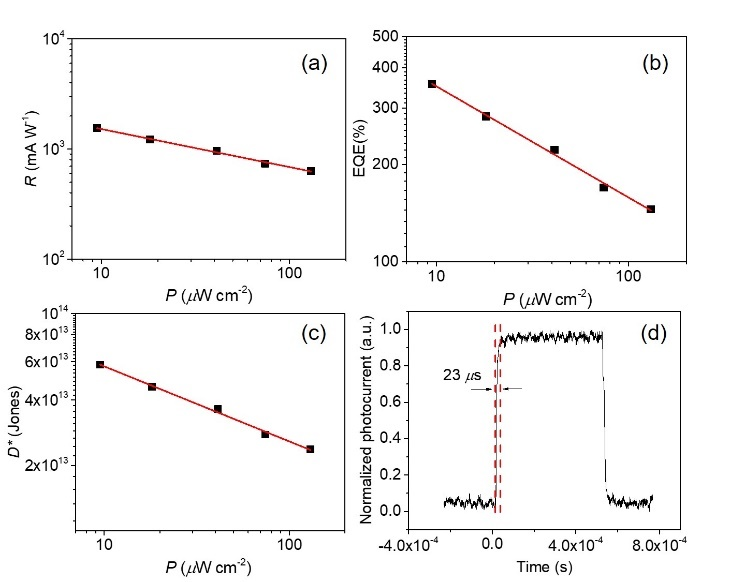 (a)
10⁴
10³
10²
R (mA W⁻¹)
10
100
P (μW cm⁻²)
(b)
500
400
300
200
100
EQE(%)
10
100
P (μW cm⁻²)
(c)
10¹⁴
8x10¹³
6x10¹³
4x10¹³
2x10¹³
D* (Jones)
10
100
P (μW cm⁻²)
(d)
1.0
0.8
0.6
0.4
0.2
0.0
Normalized photocurrent (a.u.)
23 μs
-4.0x10⁻⁴
0.0
4.0x10⁻⁴
8.0x10⁻⁴
Time (s)